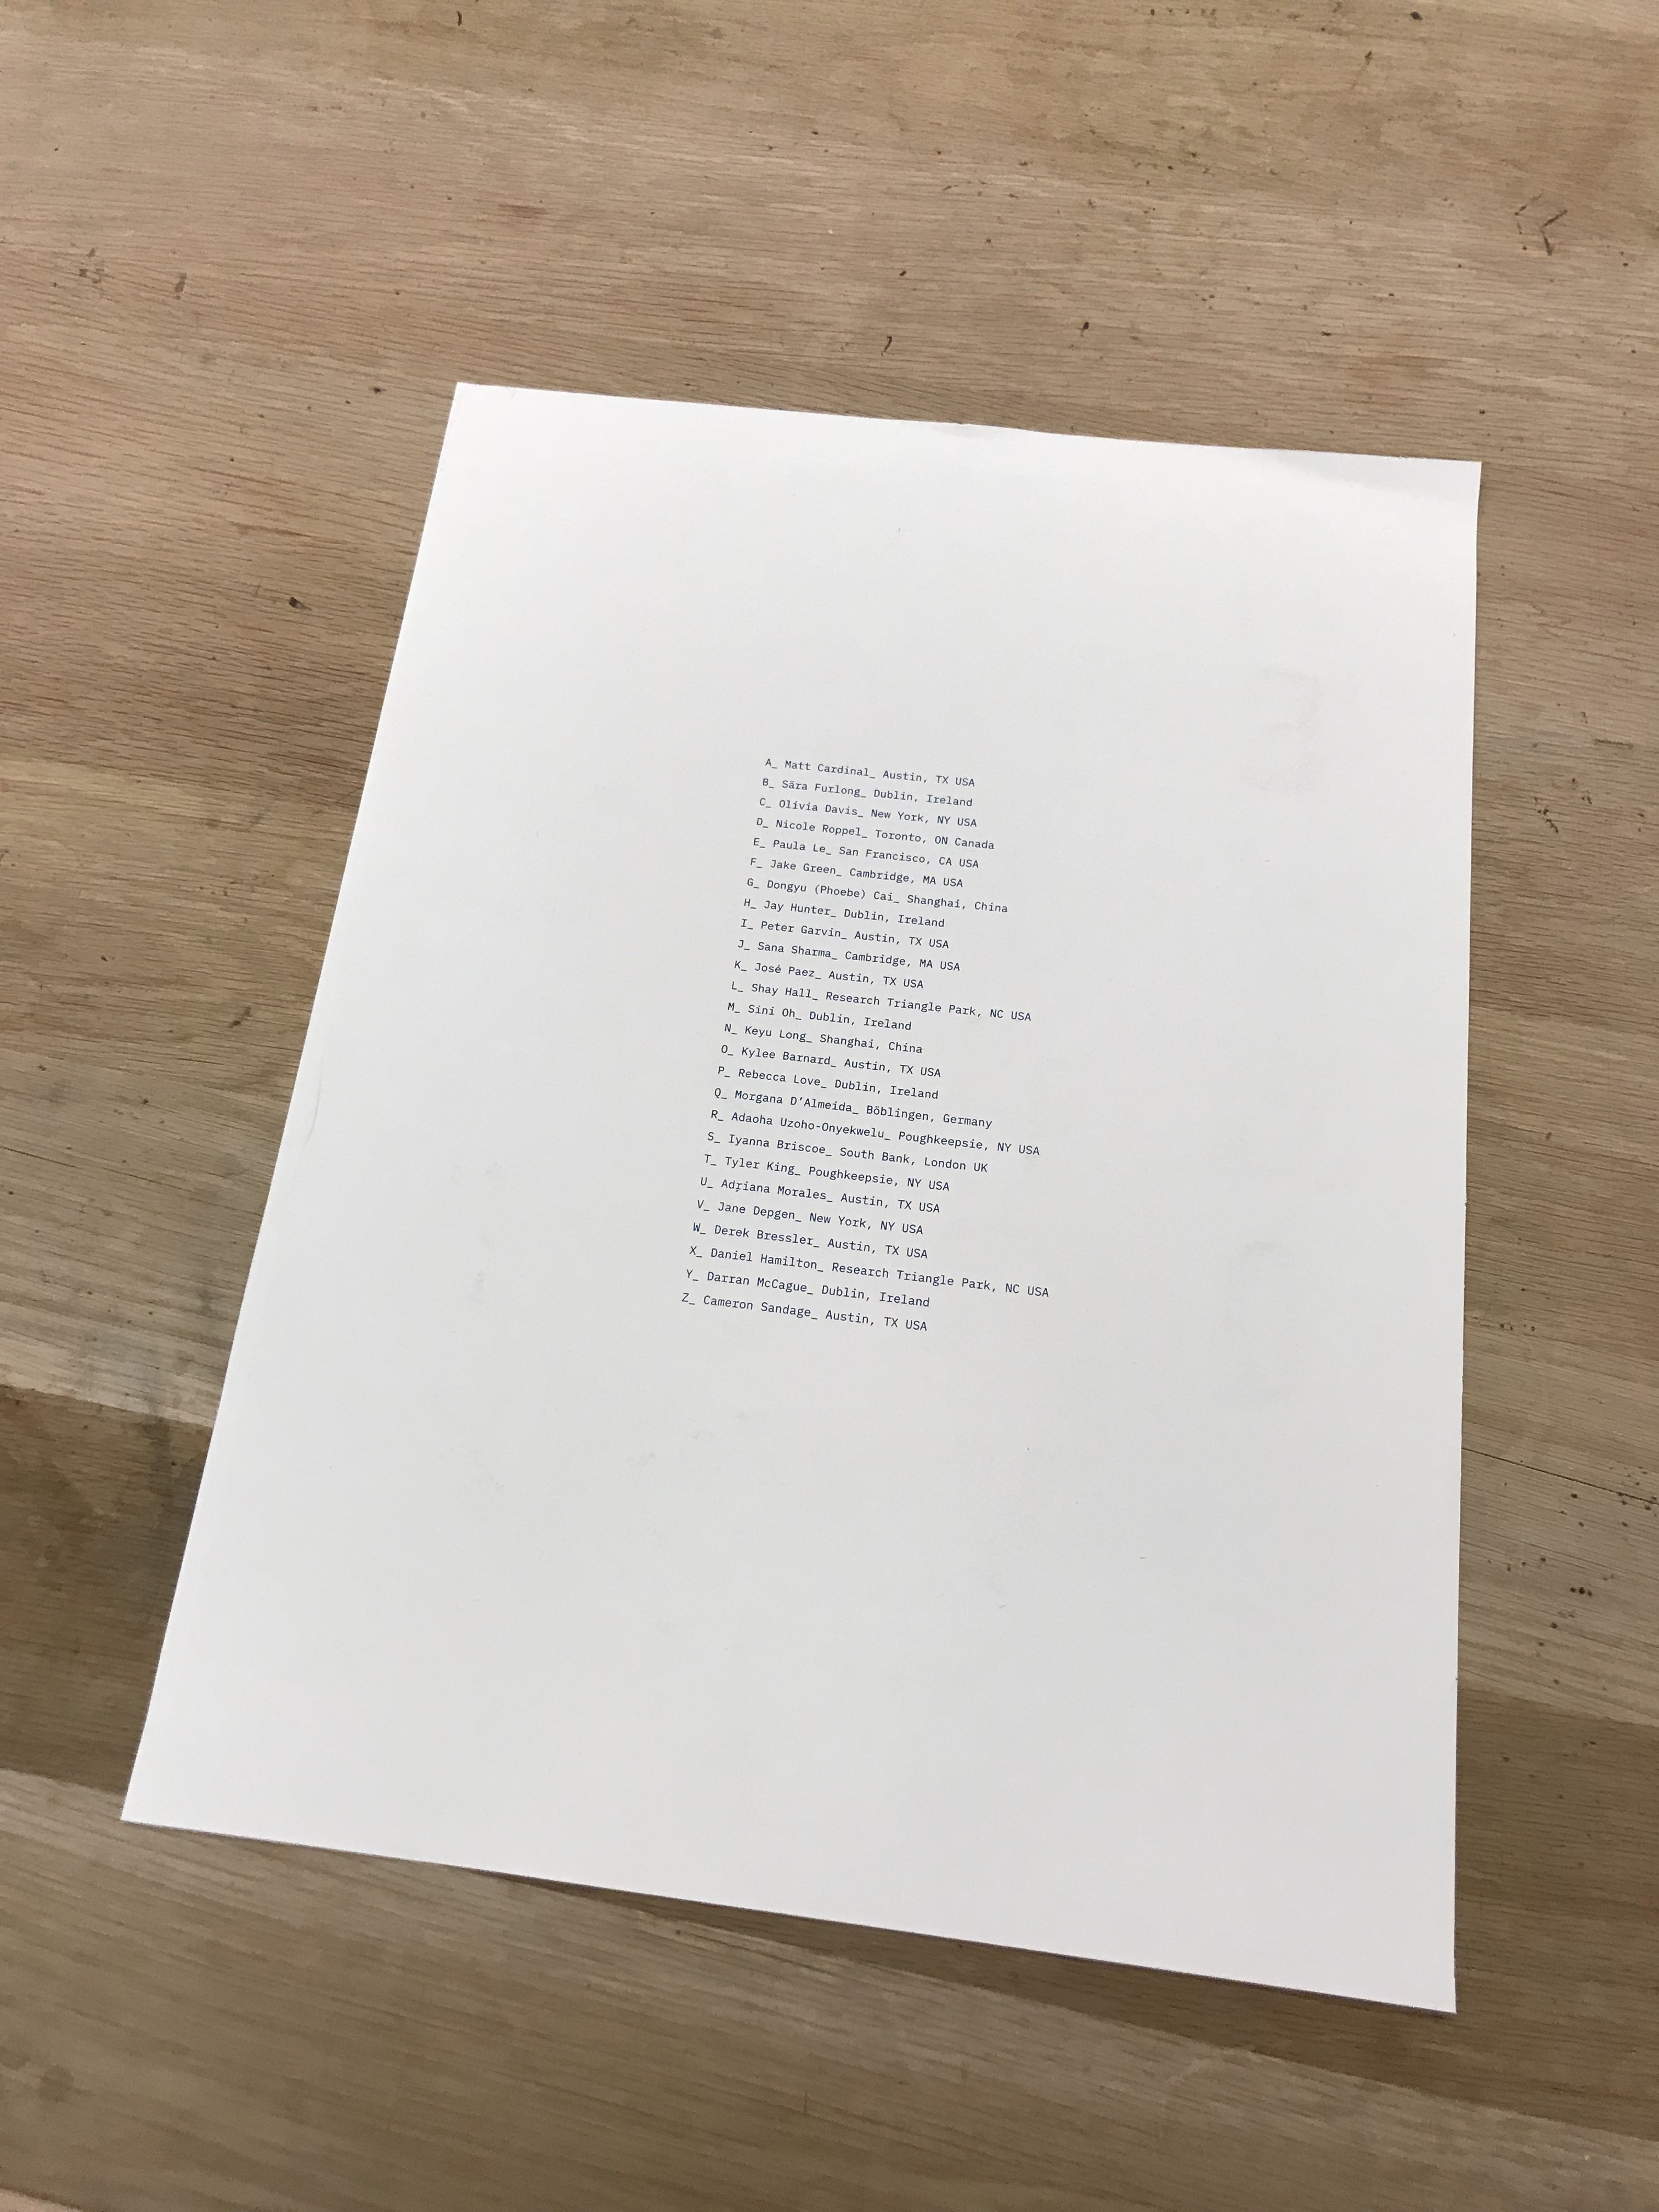 A_ Matt Cardinal_ Austin, TX USA
B_ Sära Furlong_ Dublin, Ireland
C_ Olivia Davis_ New York, NY USA
D_ Nicole Roppel_ Toronto, ON Canada
E_ Paula Le_ San Francisco, CA USA
F_ Jake Green_ Cambridge, MA USA
G_ Dongyu (Phoebe) Cai_ Shanghai, China
H_ Jay Hunter_ Dublin, Ireland
I_ Peter Garvin_ Austin, TX USA
J_ Sana Sharma_ Cambridge, MA USA
K_ José Paez_ Austin, TX USA
L_ Shay Hall_ Research Triangle Park, NC USA
M_ Sini Oh_ Dublin, Ireland
N_ Keyu Long_ Shanghai, China
O_ Kylee Barnard_ Austin, TX USA
P_ Rebecca Love_ Dublin, Ireland
Q_ Morgana D’Almeida_ Böblingen, Germany
R_ Adaoha Uzoho-Onyekwelu_ Poughkeepsie, NY USA
S_ Iyanna Briscoe_ South Bank, London UK
T_ Tyler King_ Poughkeepsie, NY USA
U_ Adriana Morales_ Austin, TX USA
V_ Jane Depgen_ New York, NY USA
W_ Derek Bressler_ Austin, TX USA
X_ Daniel Hamilton_ Research Triangle Park, NC USA
Y_ Darran McCague_ Dublin, Ireland
Z_ Cameron Sandage_ Austin, TX USA